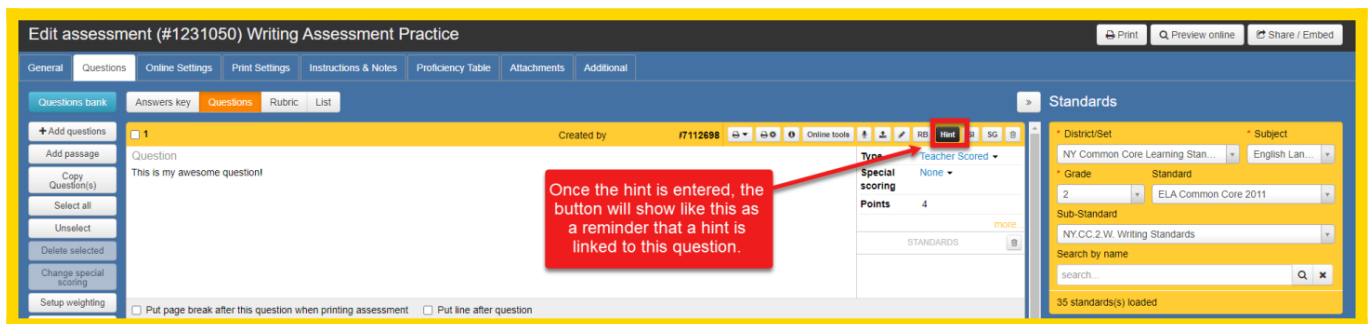 Edit assessment (#1231050) Writing Assessment Practice
Print
Preview online
Share / Embed
General
Questions
Online Settings
Print Settings
Instructions & Notes
Proficiency Table
Attachments
Additional
Questions bank
Answers key
Questions
Rubric
List
»
Standards
+ Add questions
Add passage
Copy
Question(s)
Select all
Unselect
Delete selected
Change special
scoring
Setup weighting
1
Created by
#7112698
Online tools
RB
Hint
SG
Question
This is my awesome question!
Type
Teacher Scored
Special
scoring
None
Points
4
more
STANDARDS
Once the hint is entered, the
button will show like this as
a reminder that a hint is
linked to this question.
Put page break after this question when printing assessment
Put line after question
* District/Set
* Subject
NY Common Core Learning Stan...
English Lan...
* Grade
Standard
2
ELA Common Core 2011
Sub-Standard
NY.CC.2.W. Writing Standards
Search by name
search...
35 standards(s) loaded